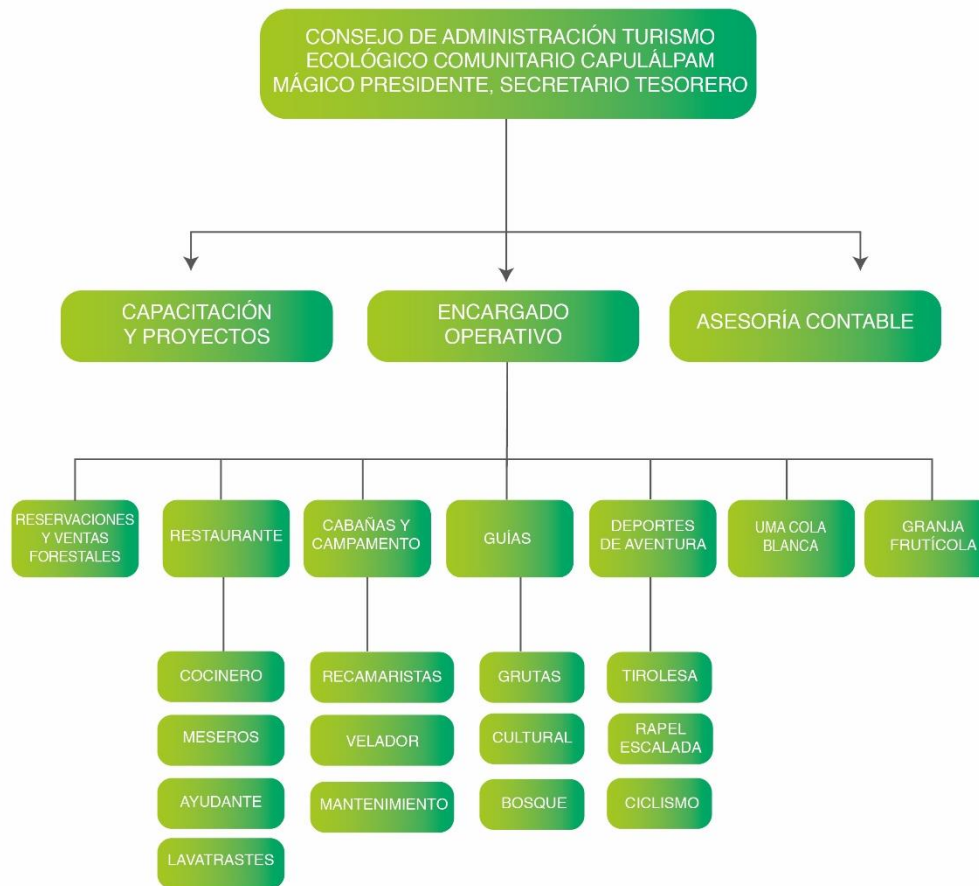 CONSEJO DE ADMINISTRACIÓN TURISMO
ECOLÓGICO COMUNITARIO CAPULÁLPAM
MÁGICO PRESIDENTE, SECRETARIO TESORERO
CAPACITACIÓN
Y PROYECTOS
ENCARGADO
OPERATIVO
ASESORÍA CONTABLE
RESERVACIONES
Y VENTAS
FORESTALES
RESTAURANTE
CABAÑAS Y
CAMPAMENTO
GUÍAS
DEPORTES
DE AVENTURA
UMA COLA
BLANCA
GRANJA
FRUTÍCOLA
COCINERO
MESEROS
AYUDANTE
LAVATRASTES
RECAMARISTAS
VELADOR
MANTENIMIENTO
GRUTAS
CULTURAL
BOSQUE
TIROLESA
RAPEL
ESCALADA
CICLISMO